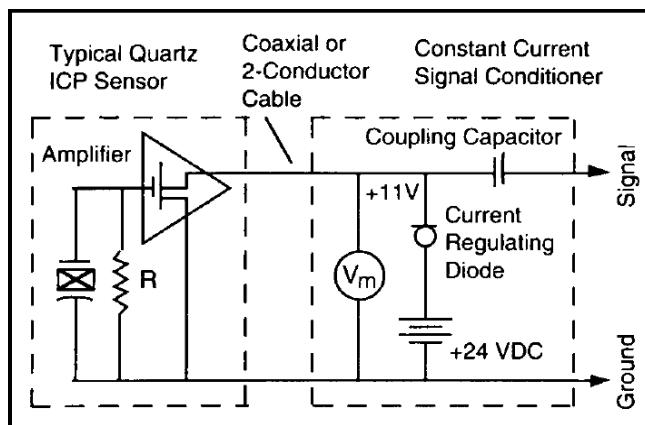 Typical Quartz
ICP Sensor
Coaxial or
2-Conductor
Cable
Constant Current
Signal Conditioner
Amplifier
Coupling Capacitor
Signal
+11V
Current
Regulating
Diode
R
Vm
+24 VDC
Ground